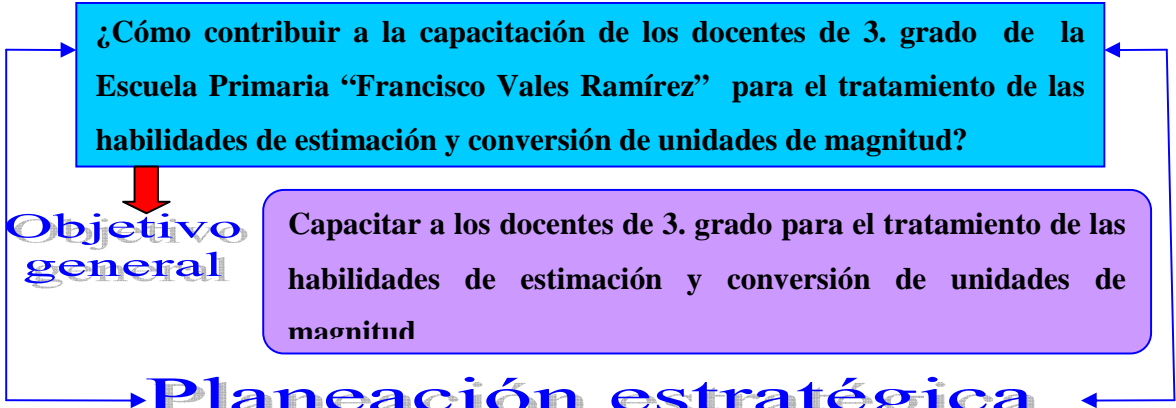 ¿Cómo contribuir a la capacitación de los docentes de 3. grado de la
Escuela Primaria “Francisco Vales Ramírez” para el tratamiento de las
habilidades de estimación y conversión de unidades de magnitud?
Objetivo
general
Capacitar a los docentes de 3. grado para el tratamiento de las
habilidades de estimación y conversión de unidades de
magnitud
Planeación estratégica